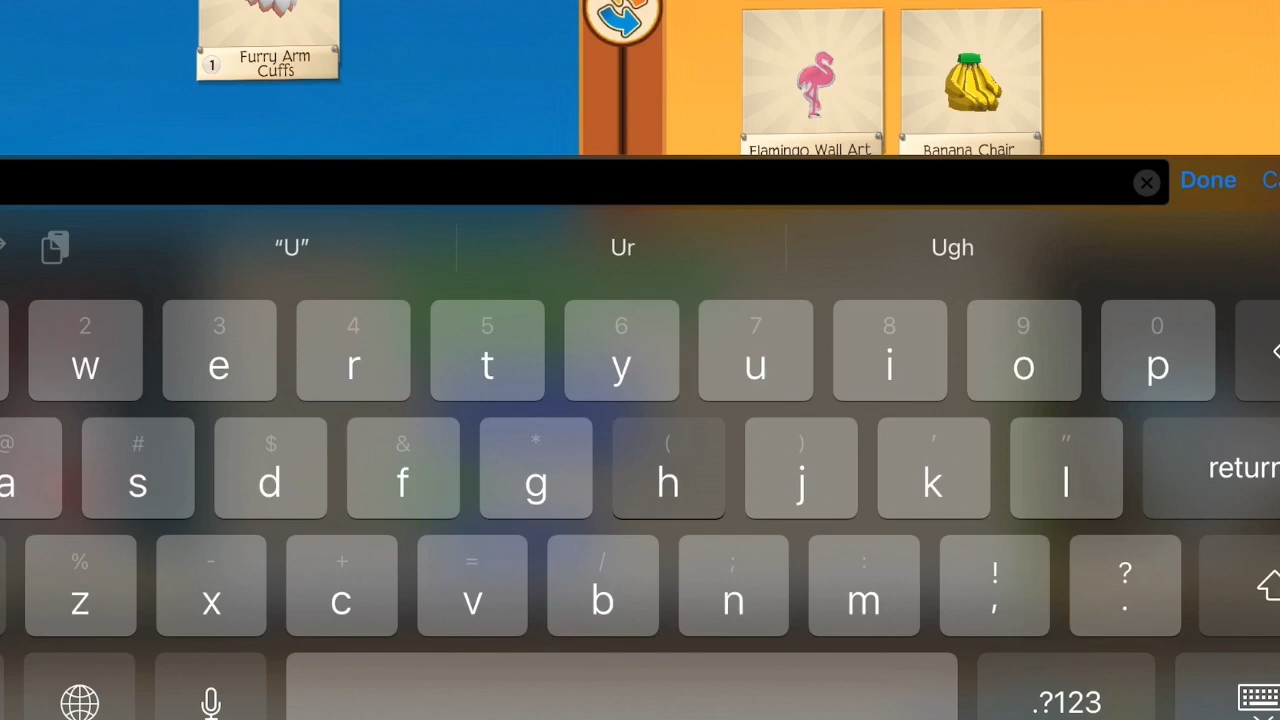 Furry Arm
1 Cuffs
Flamingo Wall Art Banana Chair
Done
“U” Ur Ugh
2 3 4 5 6 7 8 9 0
w e r t y u i o p
@ # $ & * ( ) ' "
a s d f g h j k l return
% - + = / ; : ! ?
z x c v b n m , .
.?123